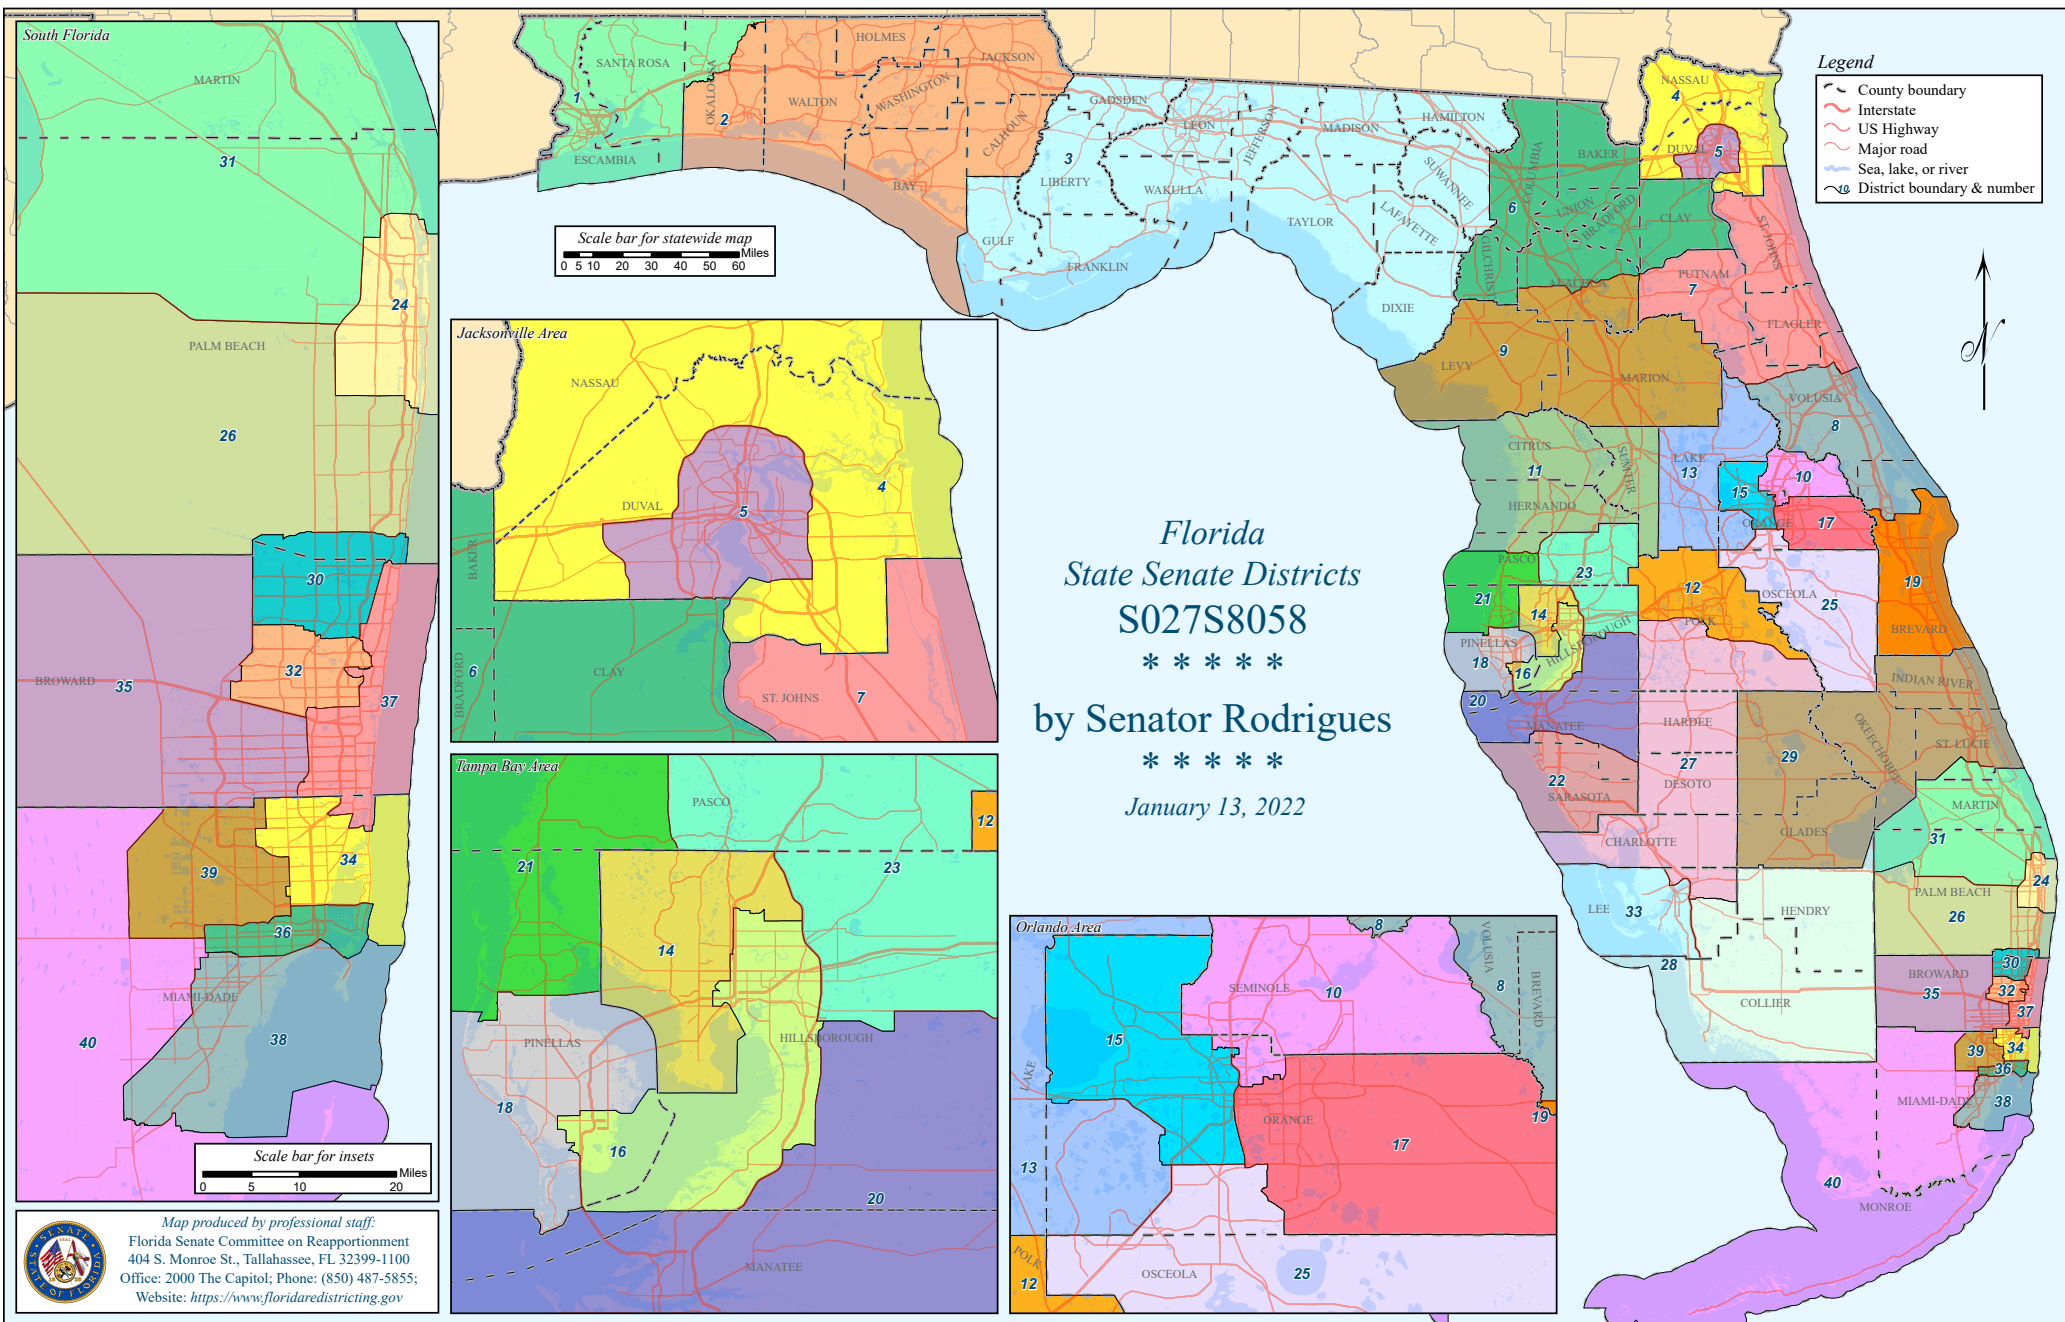 South Florida
MARTIN
31
24
PALM BEACH
26
30
32
BROWARD
35
37
39
34
36
MIAMI-DADE
40
38
Scale bar for insets
Miles
0 5 10 20
Map produced by professional staff:
Florida Senate Committee on Reapportionment
404 S. Monroe St., Tallahassee, FL 32399-1100
Office: 2000 The Capitol; Phone: (850) 487-5855;
Website: https://www.floridaredistricting.gov
SENATE
STATE OF FLORIDA
SANTA ROSA
1
ESCAMBIA
OKALOOSA
2
HOLMES
JACKSON
WALTON
WASHINGTON
CALHOUN
BAY
Scale bar for statewide map
Miles
0 5 10 20 30 40 50 60
GADSDEN
LEON
JEFFERSON
MADISON
HAMILTON
3
LIBERTY
WAKULLA
SUWANNEE
TAYLOR
LAFAYETTE
GULF
FRANKLIN
DIXIE
COLUMBIA
BAKER
6
UNION
BRADFORD
CLAY
GILCHRIST
ALACHUA
NASSAU
4
DUVAL
5
ST. JOHNS
PUTNAM
7
FLAGLER
9
LEVY
MARION
VOLUSIA
8
CITRUS
11
SUMTER
LAKE
13
10
15
HERNANDO
ORANGE
17
PASCO
23
12
OSCEOLA
25
19
21
14
BREVARD
POLK
PINELLAS
HILLSBOROUGH
18
16
INDIAN RIVER
20
MANATEE
HARDEE
OKEECHOBEE
ST. LUCIE
27
29
22
DESOTO
SARASOTA
MARTIN
CHARLOTTE
GLADES
31
24
LEE
33
HENDRY
PALM BEACH
26
28
COLLIER
BROWARD
30
35
32
37
39
34
36
MIAMI-DADE
38
40
MONROE
Legend
County boundary
Interstate
US Highway
Major road
Sea, lake, or river
10 District boundary & number
N
Jacksonville Area
NASSAU
DUVAL
4
5
BAKER
BRADFORD
6
CLAY
ST. JOHNS
7
Tampa Bay Area
PASCO
12
21
23
14
PINELLAS
HILLSBOROUGH
18
16
20
MANATEE
Florida
State Senate Districts
S027S8058
* * * * *
by Senator Rodrigues
* * * * *
January 13, 2022
Orlando Area
8
VOLUSIA
SEMINOLE
10
8
BREVARD
15
LAKE
ORANGE
19
17
13
POLK
OSCEOLA
25
12